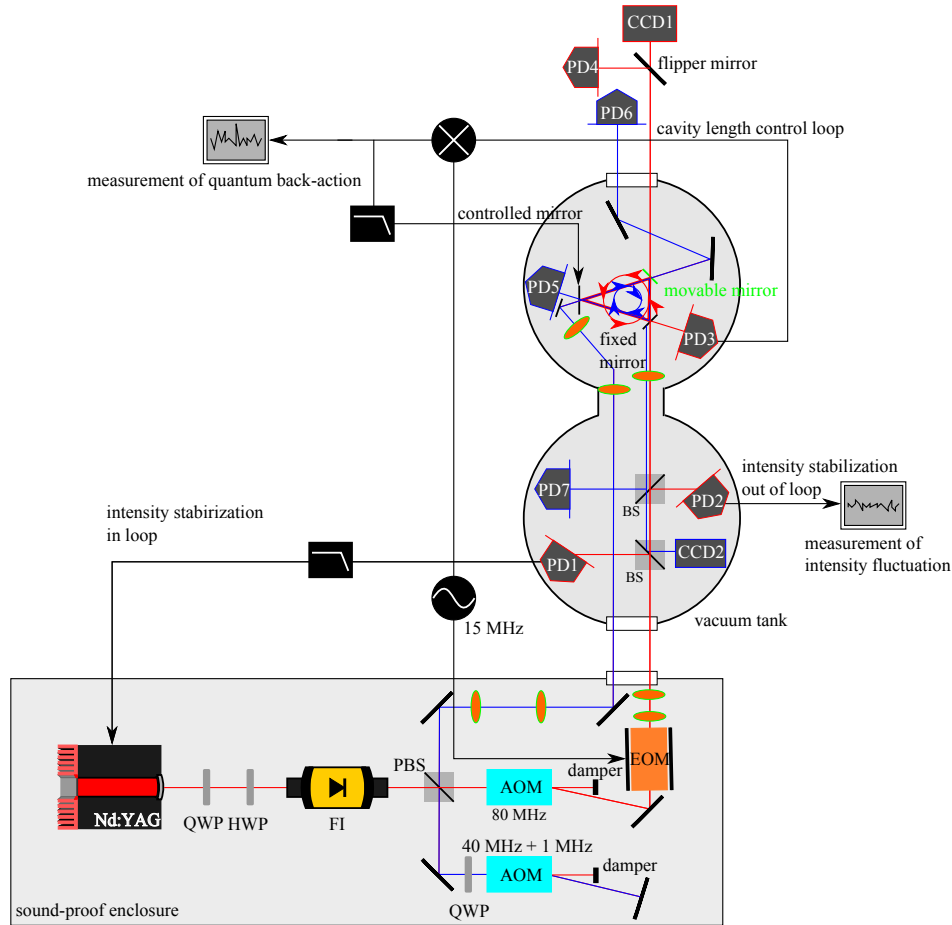 CCD1
PD4
flipper mirror
PD6
cavity length control loop
measurement of quantum back-action
controlled mirror
PD5
movable mirror
fixed
mirror
PD3
intensity stabilization
out of loop
PD7
PD2
BS
intensity stabirization
in loop
PD1
CCD2
BS
measurement of
intensity fluctuation
15 MHz
vacuum tank
EOM
PBS
damper
AOM
80 MHz
Nd:YAG
QWP
HWP
FI
40 MHz + 1 MHz
damper
AOM
QWP
sound-proof enclosure